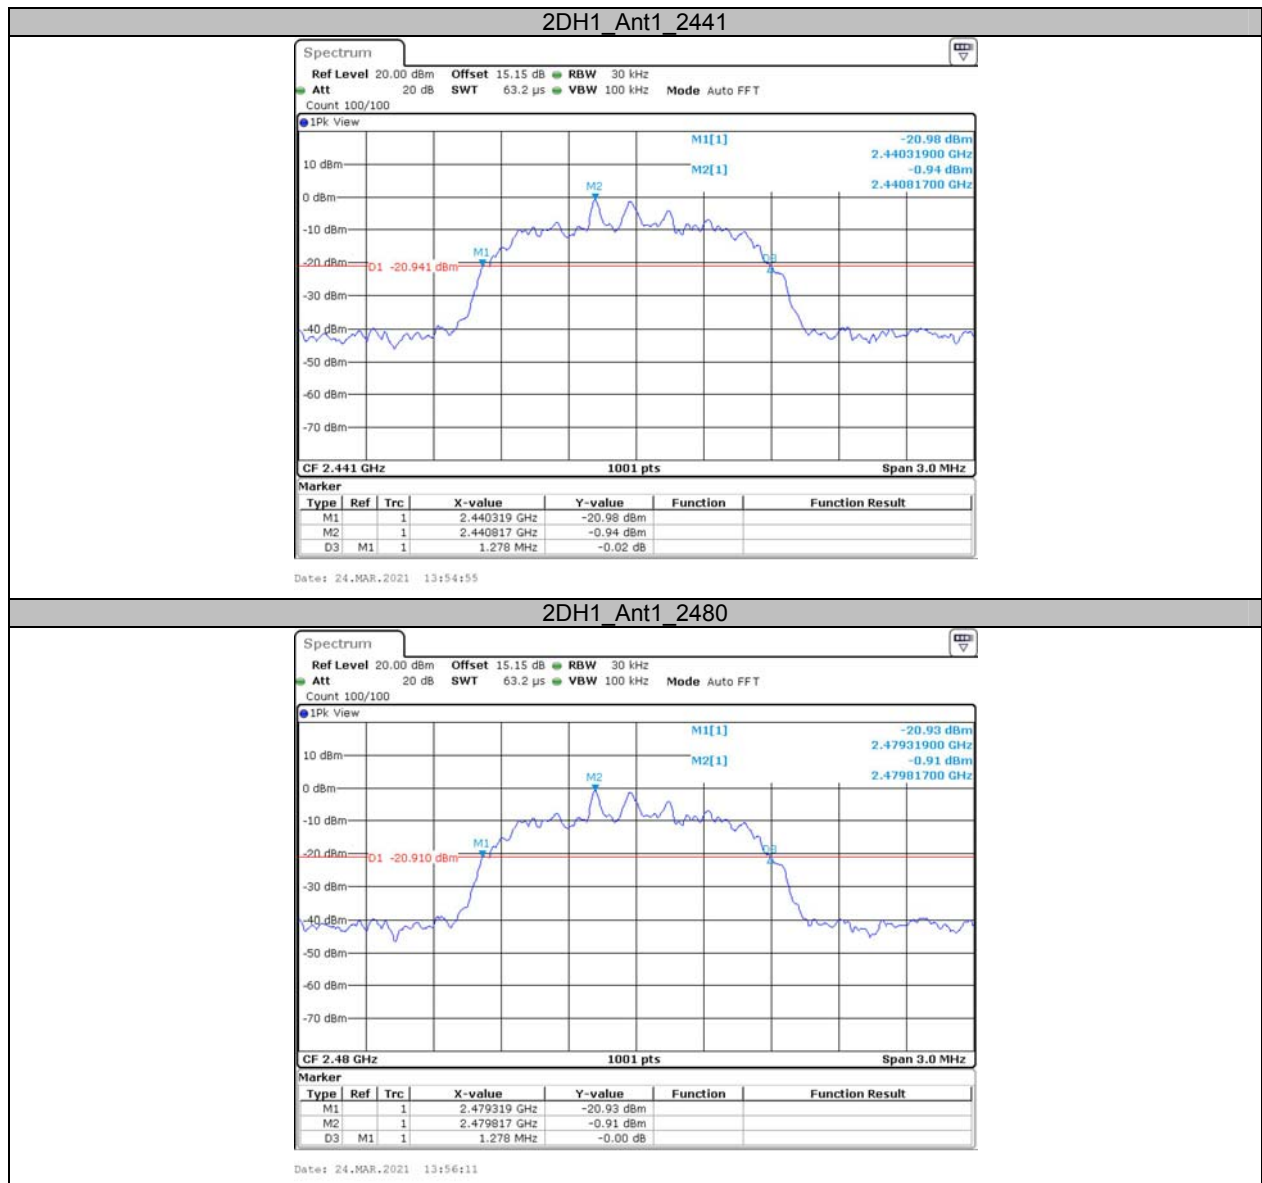 2DH1_Ant1_2441
Spectrum
Ref Level 20.00 dBm Offset 15.15 dB RBW 30 kHz
Att 20 dB SWT 63.2 µs VBW 100 kHz Mode Auto FFT
Count 100/100
1Pk View
M1[1] -20.98 dBm
2.44031900 GHz
10 dBm
M2[1] -0.94 dBm
2.44081700 GHz
M2
0 dBm
-10 dBm
M1
-20 dBm
D1 -20.941 dBm
D3
-30 dBm
-40 dBm
-50 dBm
-60 dBm
-70 dBm
CF 2.441 GHz 1001 pts Span 3.0 MHz
Marker
Type Ref Trc X-value Y-value Function Function Result
M1 1 2.440319 GHz -20.98 dBm
M2 1 2.440817 GHz -0.94 dBm
D3 M1 1 1.278 MHz -0.02 dB
Date: 24.MAR.2021 13:54:55
2DH1_Ant1_2480
Spectrum
Ref Level 20.00 dBm Offset 15.15 dB RBW 30 kHz
Att 20 dB SWT 63.2 µs VBW 100 kHz Mode Auto FFT
Count 100/100
1Pk View
M1[1] -20.93 dBm
2.47931900 GHz
10 dBm
M2[1] -0.91 dBm
2.47981700 GHz
M2
0 dBm
-10 dBm
M1
-20 dBm
D1 -20.910 dBm
D3
-30 dBm
-40 dBm
-50 dBm
-60 dBm
-70 dBm
CF 2.48 GHz 1001 pts Span 3.0 MHz
Marker
Type Ref Trc X-value Y-value Function Function Result
M1 1 2.479319 GHz -20.93 dBm
M2 1 2.479817 GHz -0.91 dBm
D3 M1 1 1.278 MHz -0.00 dB
Date: 24.MAR.2021 13:56:11